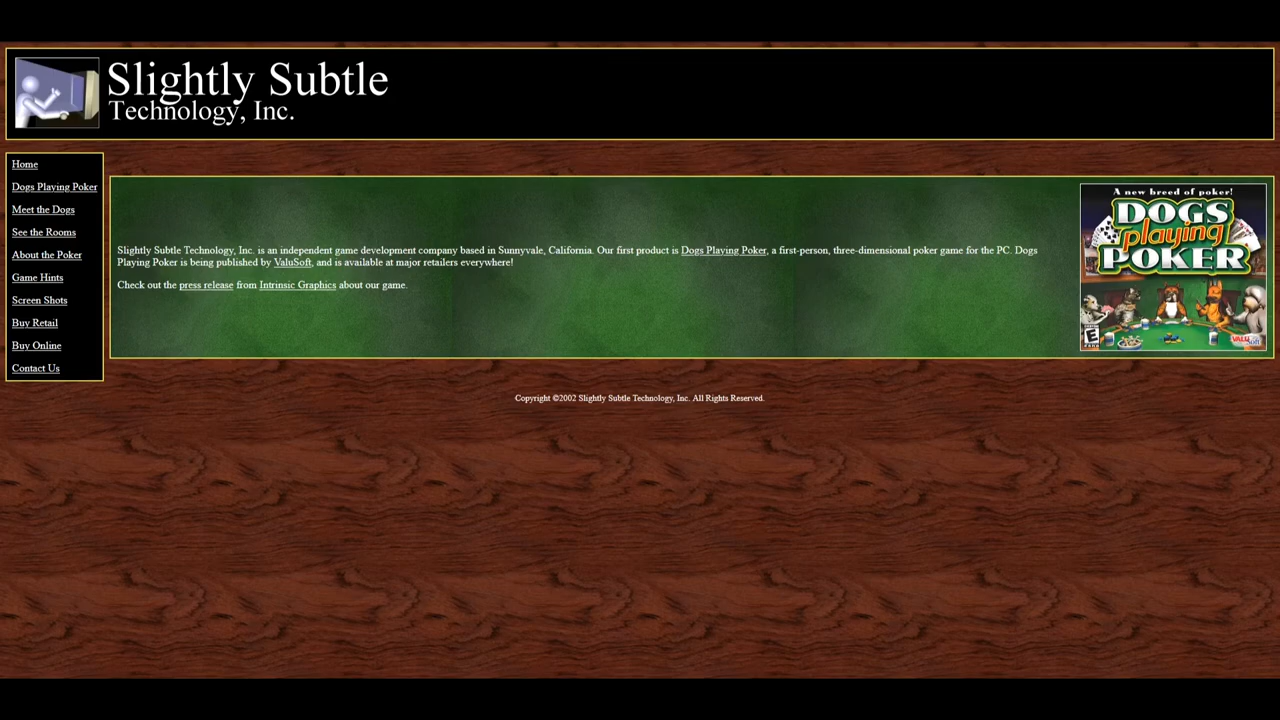 Slightly Subtle
Technology, Inc.
Home
Dogs Playing Poker
Meet the Dogs
See the Rooms
About the Poker
Game Hints
Screen Shots
Buy Retail
Buy Online
Contact Us
Slightly Subtle Technology, Inc. is an independent game development company based in Sunnyvale, California. Our first product is Dogs Playing Poker, a first-person, three-dimensional poker game for the PC. Dogs
Playing Poker is being published by ValuSoft, and is available at major retailers everywhere!
Check out the press release from Intrinsic Graphics about our game.
A new breed of poker!
DOGS
playing
POKER
E
VALU
soft
Copyright ©2002 Slightly Subtle Technology, Inc. All Rights Reserved.